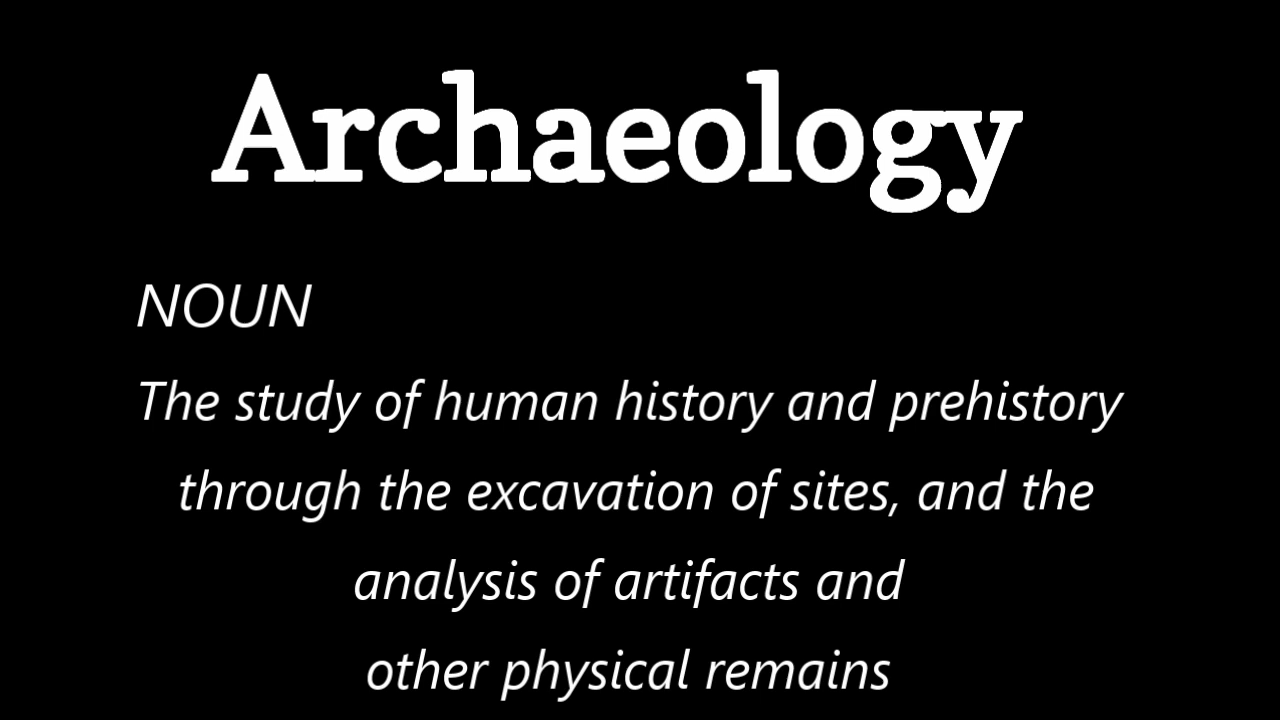 Archaeology
NOUN
The study of human history and prehistory
through the excavation of sites, and the
analysis of artifacts and
other physical remains